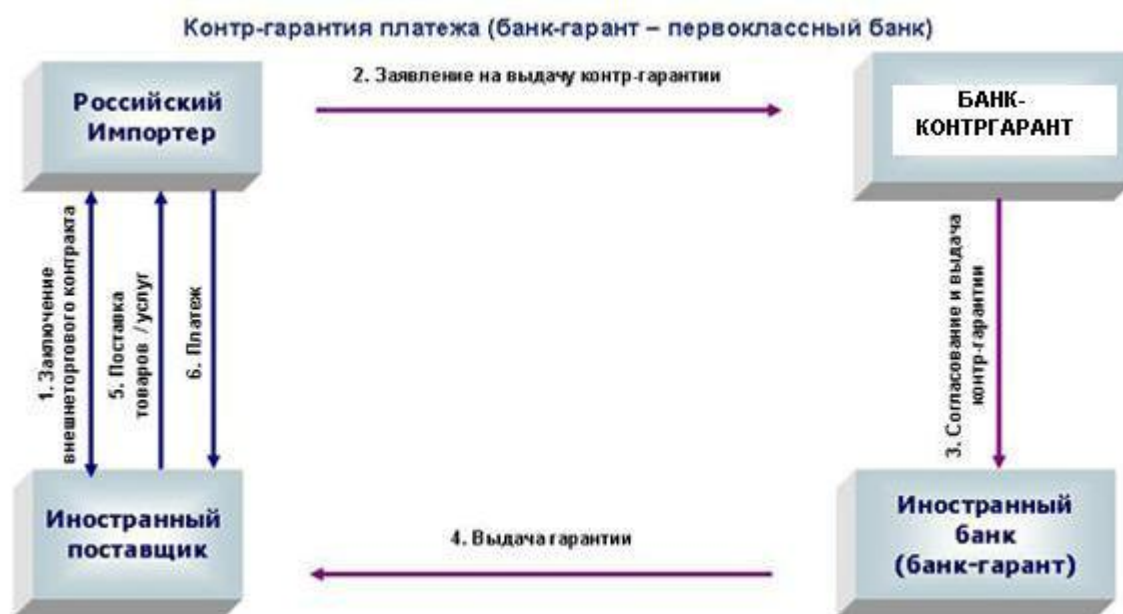 Контр-гарантия платежа (банк-гарант – первоклассный банк)
2. Заявление на выдачу контр-гарантии
Российский
Импортер
БАНК-
КОНТРГАРАНТ
1. Заключение
внешнеторгового контракта
5. Поставка
товаров / услуг
6. Платеж
3. Согласование и выдача
контр-гарантии
Иностранный
поставщик
4. Выдача гарантии
Иностранный
банк
(банк-гарант)